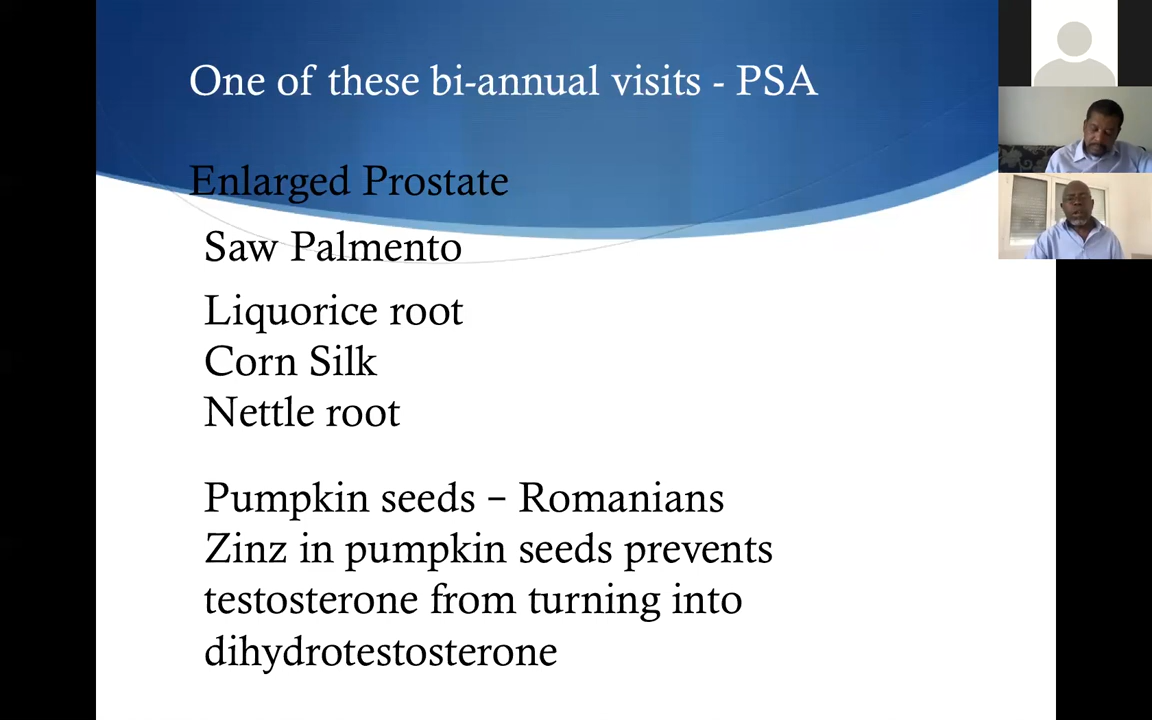 One of these bi-annual visits - PSA
Enlarged Prostate
Saw Palmento
Liquorice root
Corn Silk
Nettle root
Pumpkin seeds – Romanians
Zinz in pumpkin seeds prevents
testosterone from turning into
dihydrotestosterone